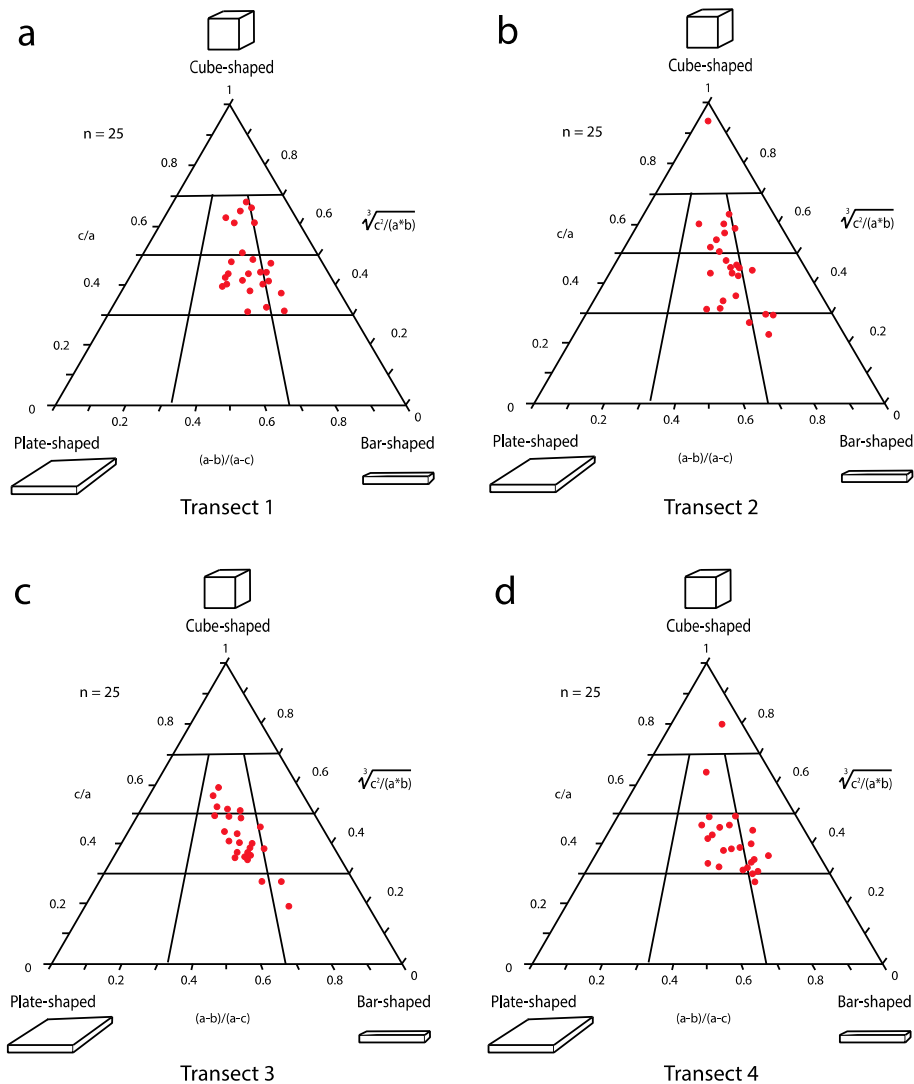 a
Cube-shaped
1
n = 25
0.8
0.8
0.6
0.6
c/a
∛c²/(a*b)
0.4
0.4
0.2
0.2
0
0
0.2
0.4
0.6
0.8
Plate-shaped
Bar-shaped
(a–b)/(a–c)
Transect 1
b
Cube-shaped
1
n = 25
0.8
0.8
0.6
0.6
c/a
∛c²/(a*b)
0.4
0.4
0.2
0.2
0
0
0.2
0.4
0.6
0.8
Plate-shaped
Bar-shaped
(a–b)/(a–c)
Transect 2
c
Cube-shaped
1
n = 25
0.8
0.8
0.6
0.6
c/a
∛c²/(a*b)
0.4
0.4
0.2
0.2
0
0
0.2
0.4
0.6
0.8
Plate-shaped
Bar-shaped
(a–b)/(a–c)
Transect 3
d
Cube-shaped
1
n = 25
0.8
0.8
0.6
0.6
c/a
∛c²/(a*b)
0.4
0.4
0.2
0.2
0
0
0.2
0.4
0.6
0.8
Plate-shaped
Bar-shaped
(a–b)/(a–c)
Transect 4